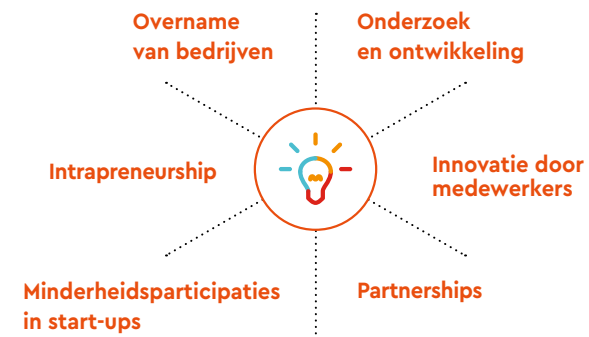 Overname
van bedrijven
Onderzoek
en ontwikkeling
Intrapreneurship
Innovatie door
medewerkers
Minderheidsparticipaties
in start-ups
Partnerships